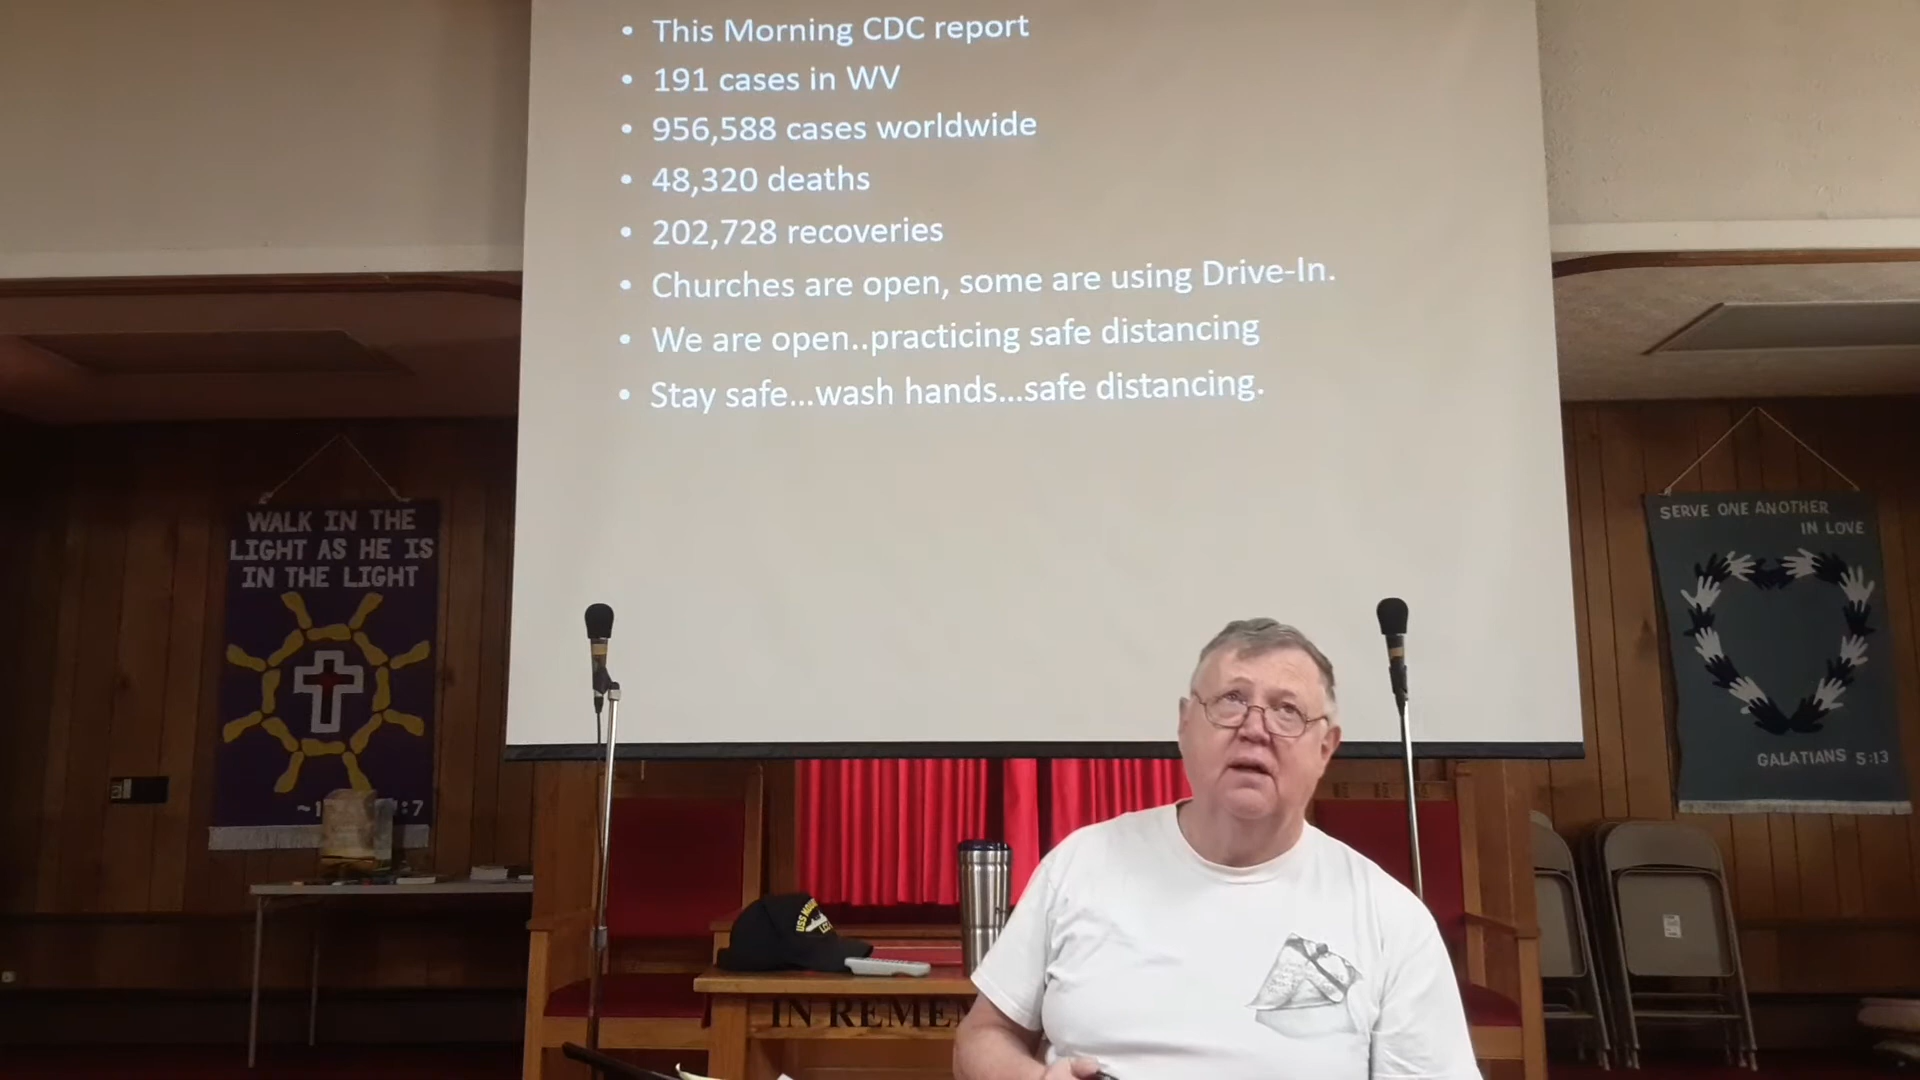 • This Morning CDC report
• 191 cases in WV
• 956,588 cases worldwide
• 48,320 deaths
• 202,728 recoveries
• Churches are open, some are using Drive-In.
• We are open..practicing safe distancing
• Stay safe...wash hands...safe distancing.
WALK IN THE
LIGHT AS HE IS
IN THE LIGHT
:7
SERVE ONE ANOTHER
IN LOVE
GALATIANS 5:13
USS
IN